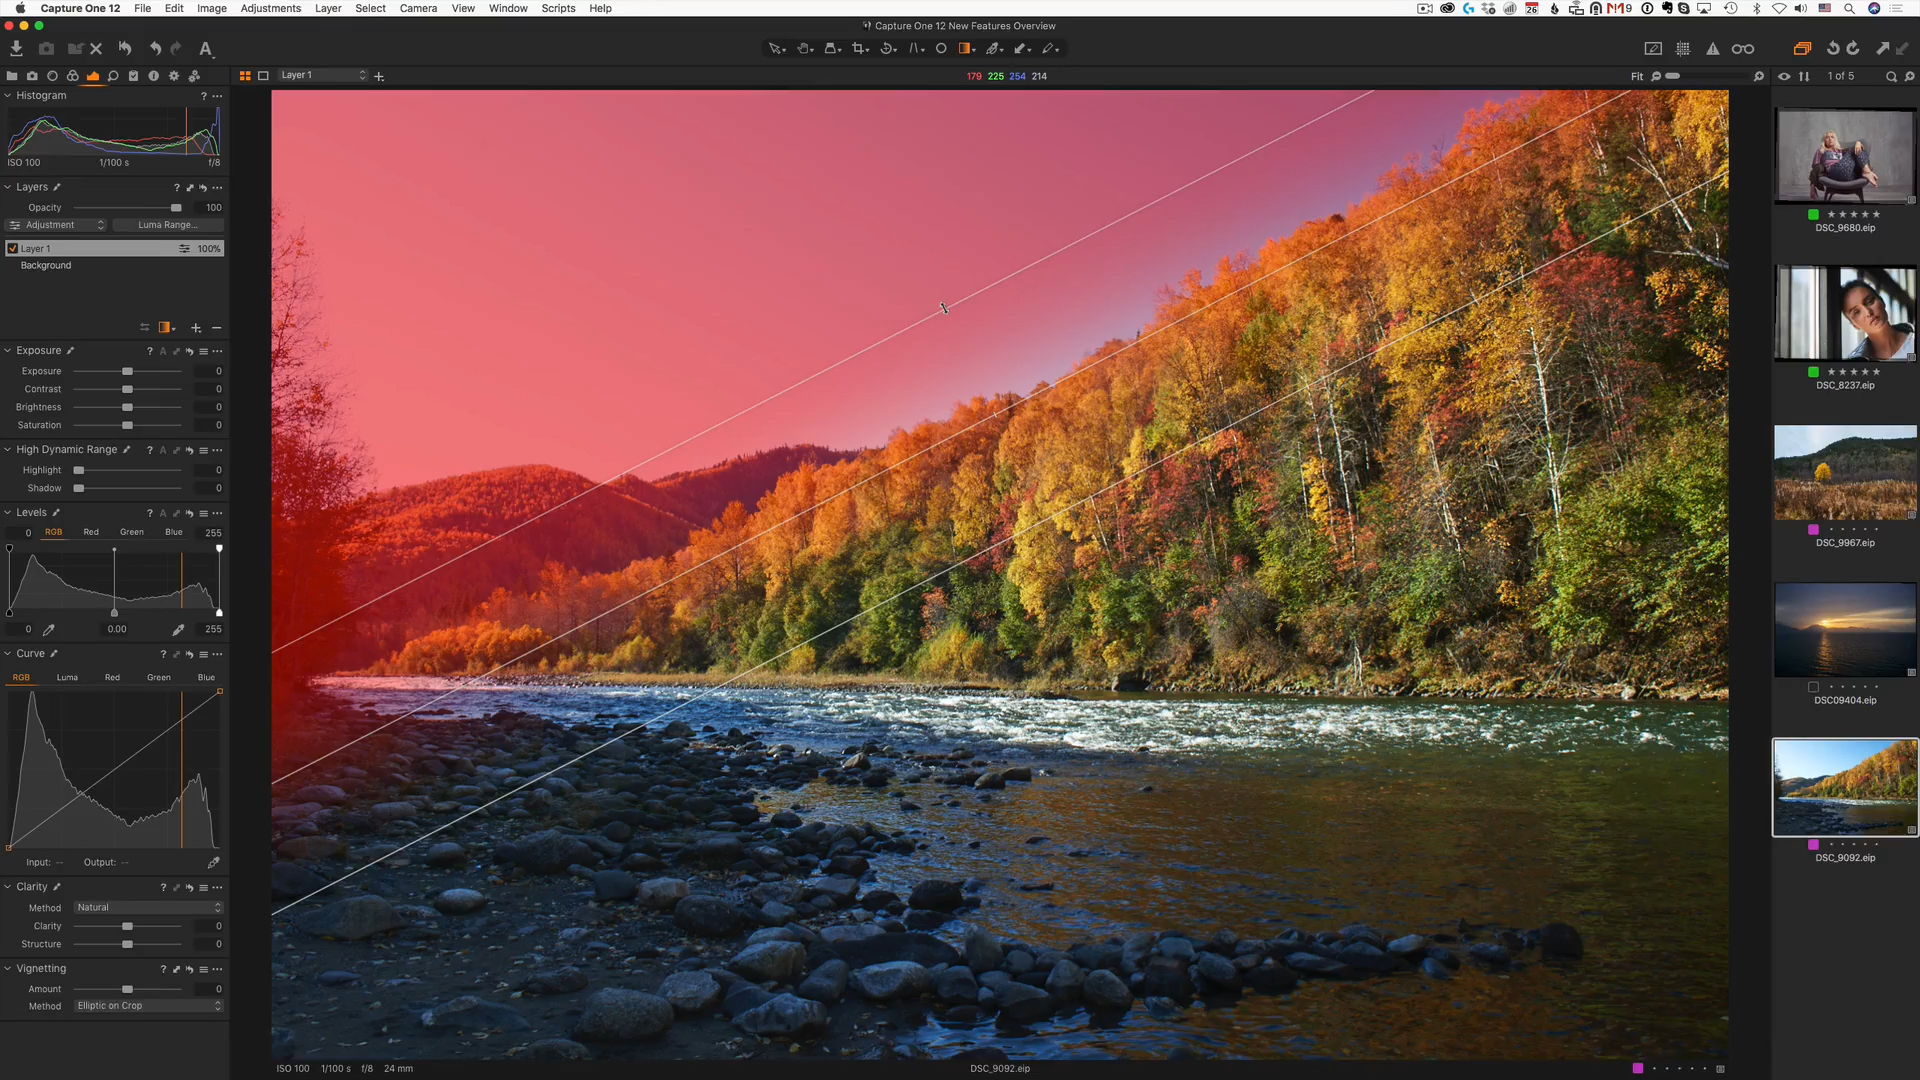 Capture One 12 File Edit Image Adjustments Layer Select Camera View Window Scripts Help
26 9
Capture One 12 New Features Overview
Layer 1
179 225 254 214
Fit
1 of 5
Histogram
ISO 100 1/100 s f/8
Layers
Opacity 100
Adjustment Luma Range...
Layer 1 100%
Background
Exposure
Exposure 0
Contrast 0
Brightness 0
Saturation 0
High Dynamic Range
Highlight 0
Shadow 0
Levels
0 RGB Red Green Blue 255
0 0.00 255
Curve
RGB Luma Red Green Blue
Input: -- Output: --
Clarity
Method Natural
Clarity 0
Structure 0
Vignetting
Amount 0
Method Elliptic on Crop
ISO 100 1/100 s f/8 24 mm
DSC_9092.eip
DSC_9680.eip
DSC_8237.eip
DSC_9967.eip
DSC09404.eip
DSC_9092.eip